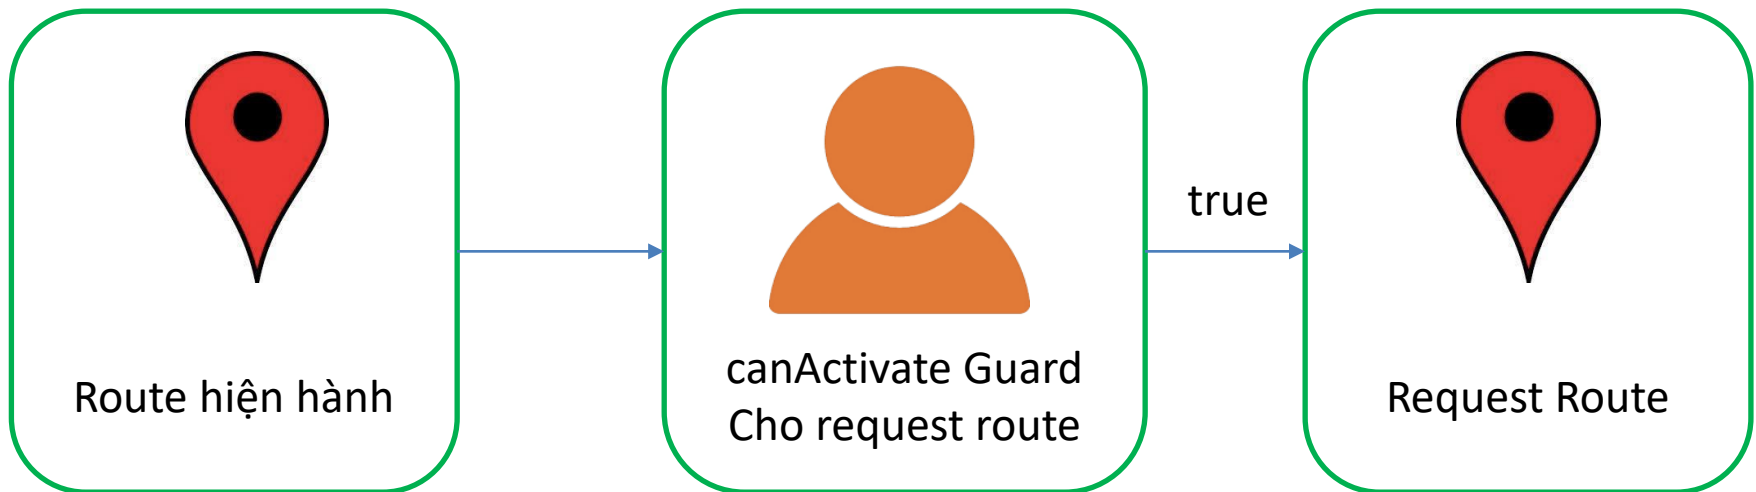 Route hiện hành
canActivate Guard
Cho request route
true
Request Route